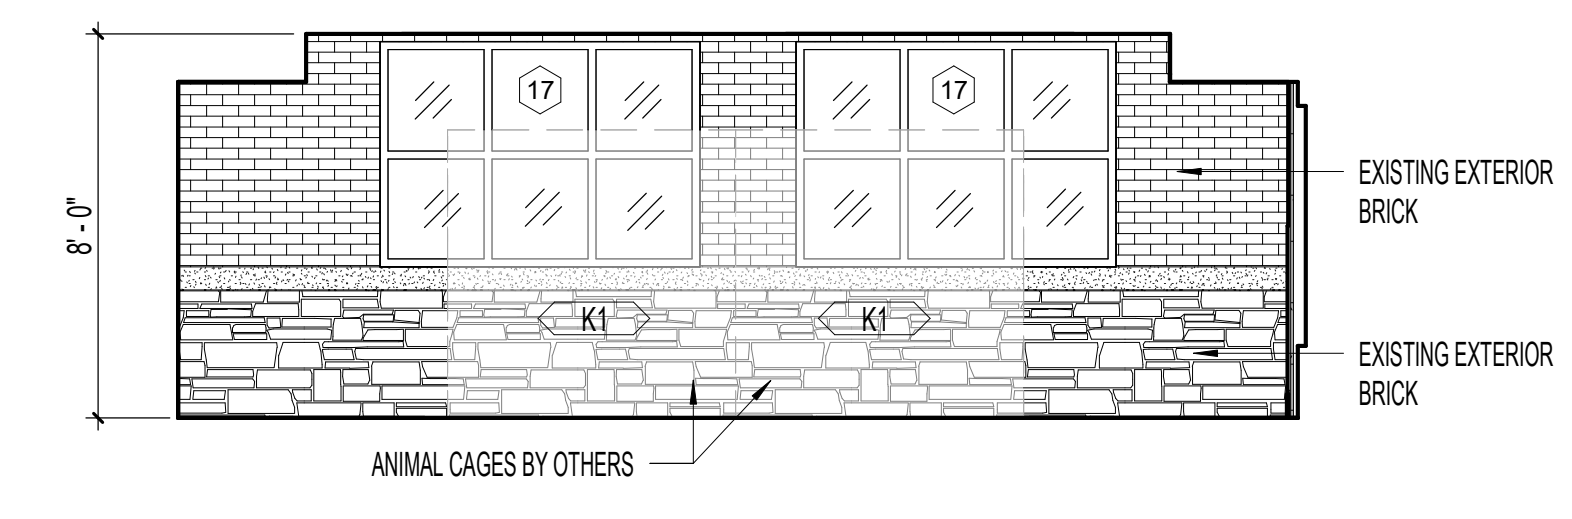 17
17
8' - 0"
EXISTING EXTERIOR
BRICK
K1
K1
EXISTING EXTERIOR
BRICK
ANIMAL CAGES BY OTHERS